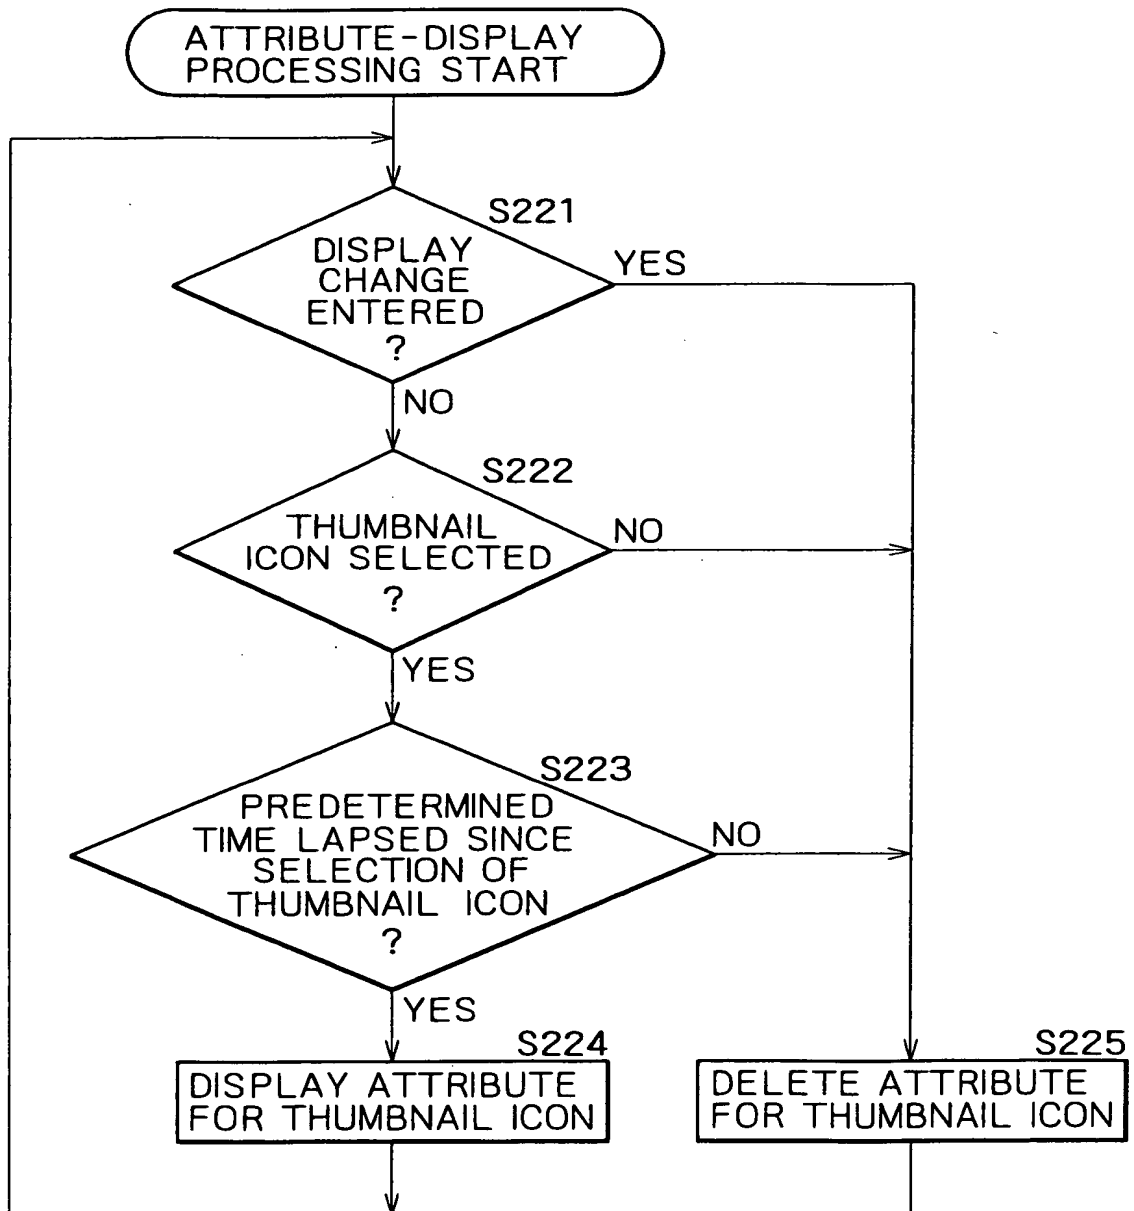 ATTRIBUTE-DISPLAY
PROCESSING START
S221
DISPLAY
CHANGE
ENTERED
?
YES
NO
S222
THUMBNAIL
ICON SELECTED
?
NO
YES
S223
PREDETERMINED
TIME LAPSED SINCE
SELECTION OF
THUMBNAIL ICON
?
NO
YES
S224
DISPLAY ATTRIBUTE
FOR THUMBNAIL ICON
S225
DELETE ATTRIBUTE
FOR THUMBNAIL ICON